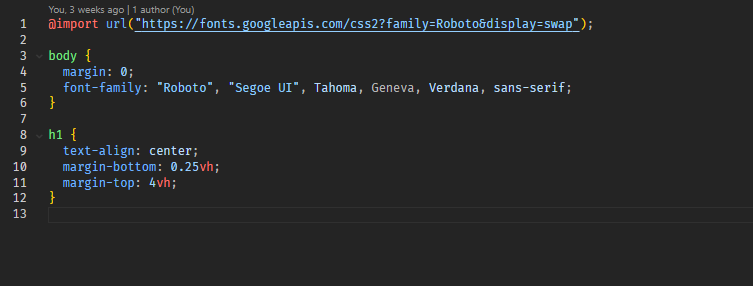 You, 3 weeks ago | 1 author (You)
1 @import url("https://fonts.googleapis.com/css2?family=Roboto&display=swap");
2
3 body {
4   margin: 0;
5   font-family: "Roboto", "Segoe UI", Tahoma, Geneva, Verdana, sans-serif;
6 }
7
8 h1 {
9   text-align: center;
10   margin-bottom: 0.25vh;
11   margin-top: 4vh;
12 }
13